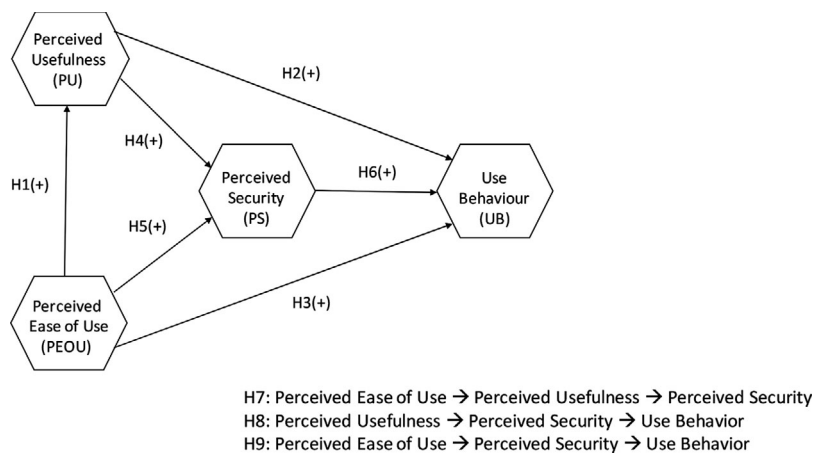 Perceived
Usefulness
(PU)
H2(+)
H4(+)
H1(+)
Perceived
Security
(PS)
H6(+)
Use
Behaviour
(UB)
H5(+)
Perceived
Ease of Use
(PEOU)
H3(+)
H7: Perceived Ease of Use → Perceived Usefulness → Perceived Security
H8: Perceived Usefulness → Perceived Security → Use Behavior
H9: Perceived Ease of Use → Perceived Security → Use Behavior